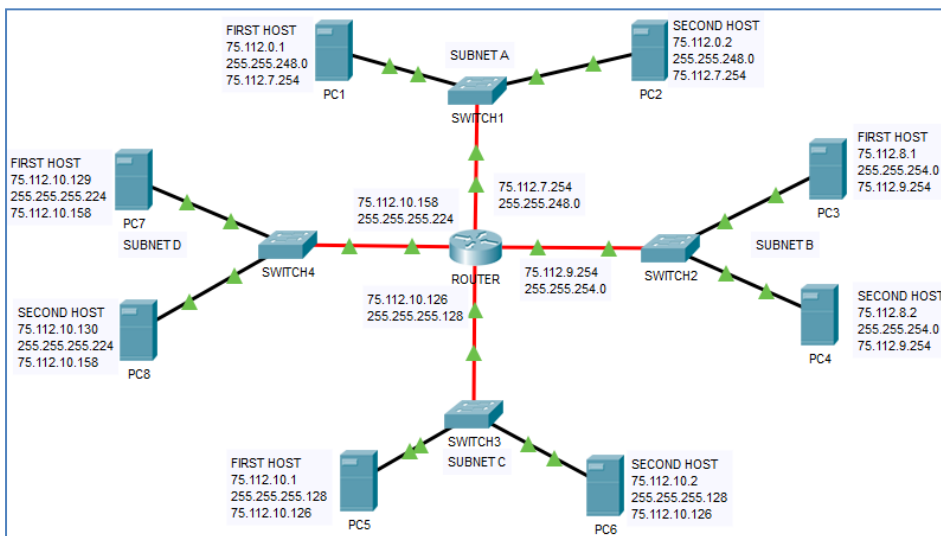 FIRST HOST
75.112.0.1
255.255.248.0
75.112.7.254
PC1
SUBNET A
SWITCH1
SECOND HOST
75.112.0.2
255.255.248.0
75.112.7.254
PC2
FIRST HOST
75.112.10.129
255.255.255.224
75.112.10.158
PC7
SUBNET D
SWITCH4
SECOND HOST
75.112.10.130
255.255.255.224
75.112.10.158
PC8
75.112.10.158
255.255.255.224
75.112.7.254
255.255.248.0
ROUTER
75.112.9.254
255.255.254.0
75.112.10.126
255.255.255.128
FIRST HOST
75.112.8.1
255.255.254.0
75.112.9.254
PC3
SUBNET B
SWITCH2
SECOND HOST
75.112.8.2
255.255.254.0
75.112.9.254
PC4
SWITCH3
SUBNET C
FIRST HOST
75.112.10.1
255.255.255.128
75.112.10.126
PC5
SECOND HOST
75.112.10.2
255.255.255.128
75.112.10.126
PC6